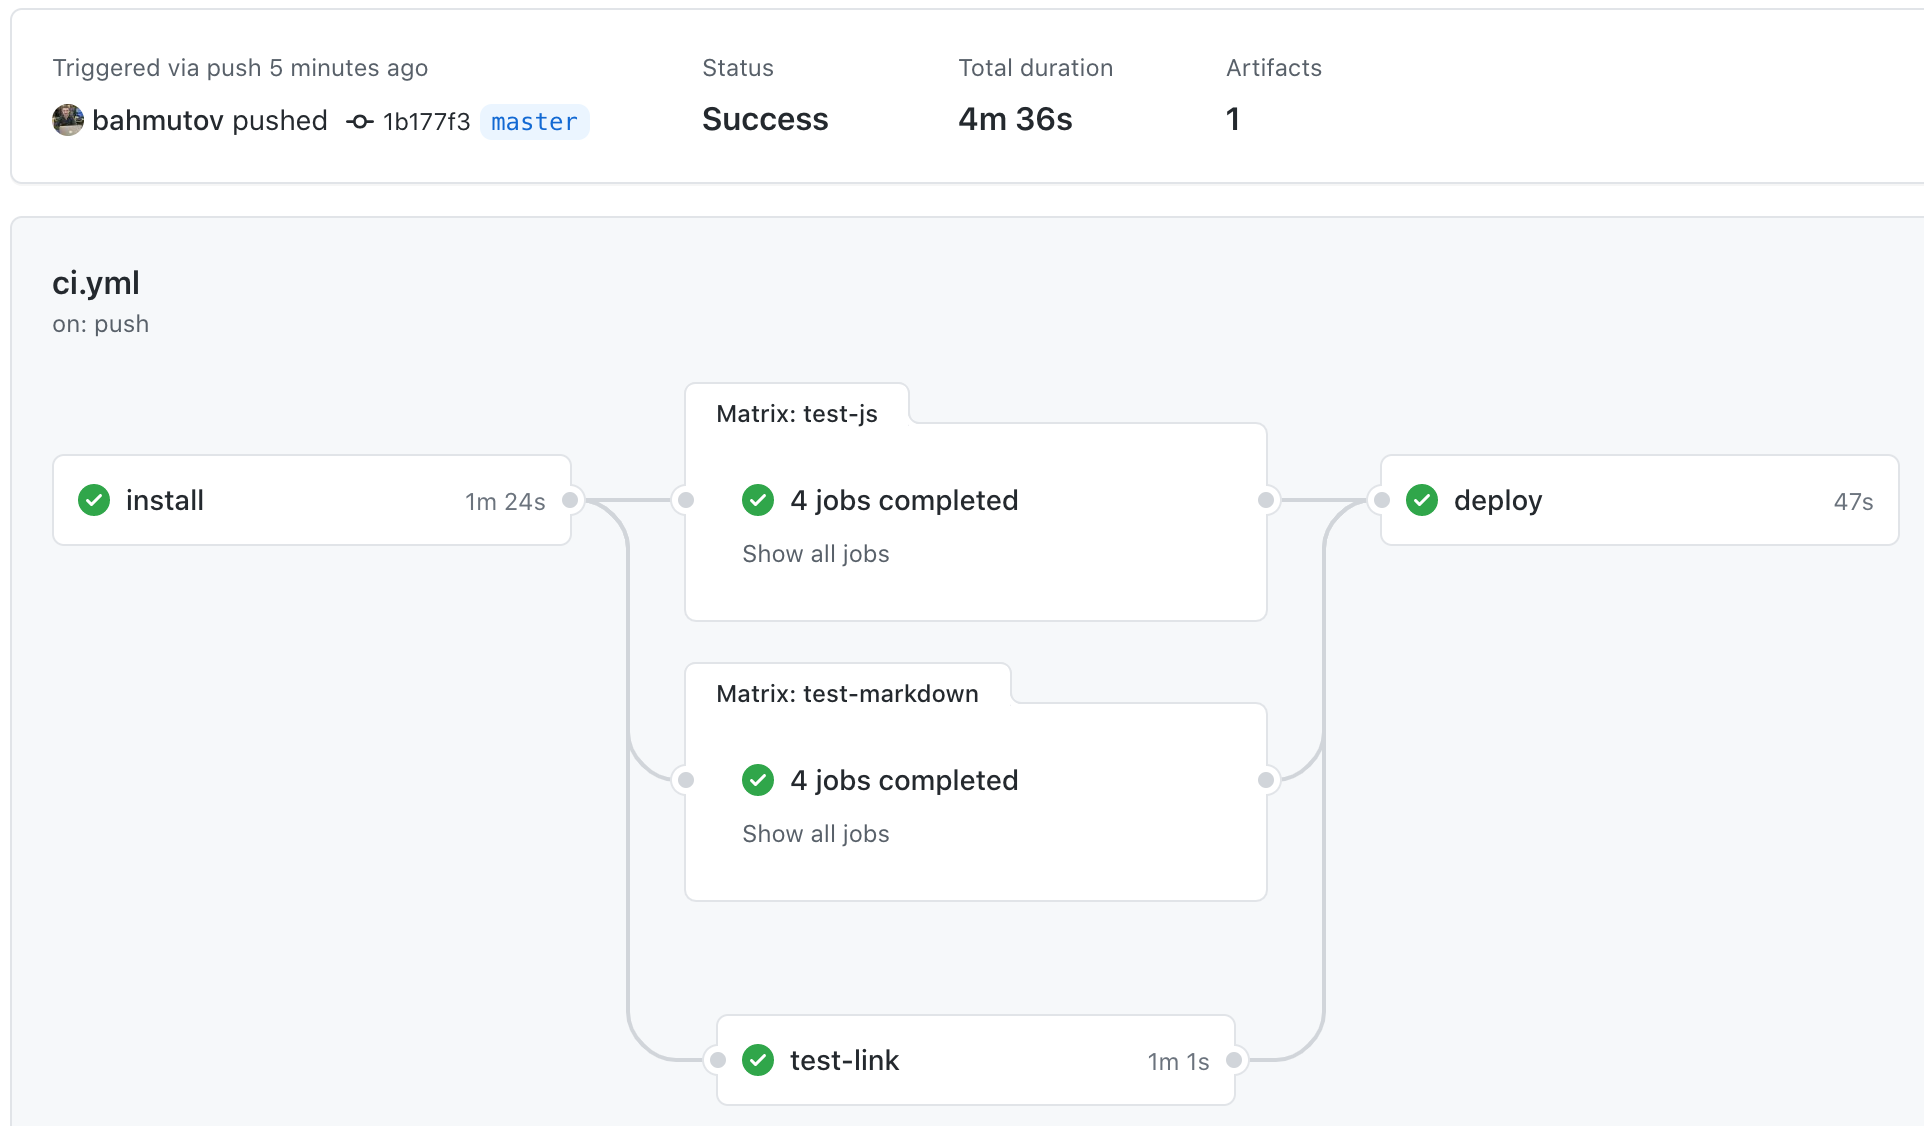 Triggered via push 5 minutes ago
bahmutov pushed 1b177f3 master
Status
Success
Total duration
4m 36s
Artifacts
1
ci.yml
on: push
install 1m 24s
Matrix: test-js
4 jobs completed
Show all jobs
Matrix: test-markdown
4 jobs completed
Show all jobs
test-link 1m 1s
deploy 47s